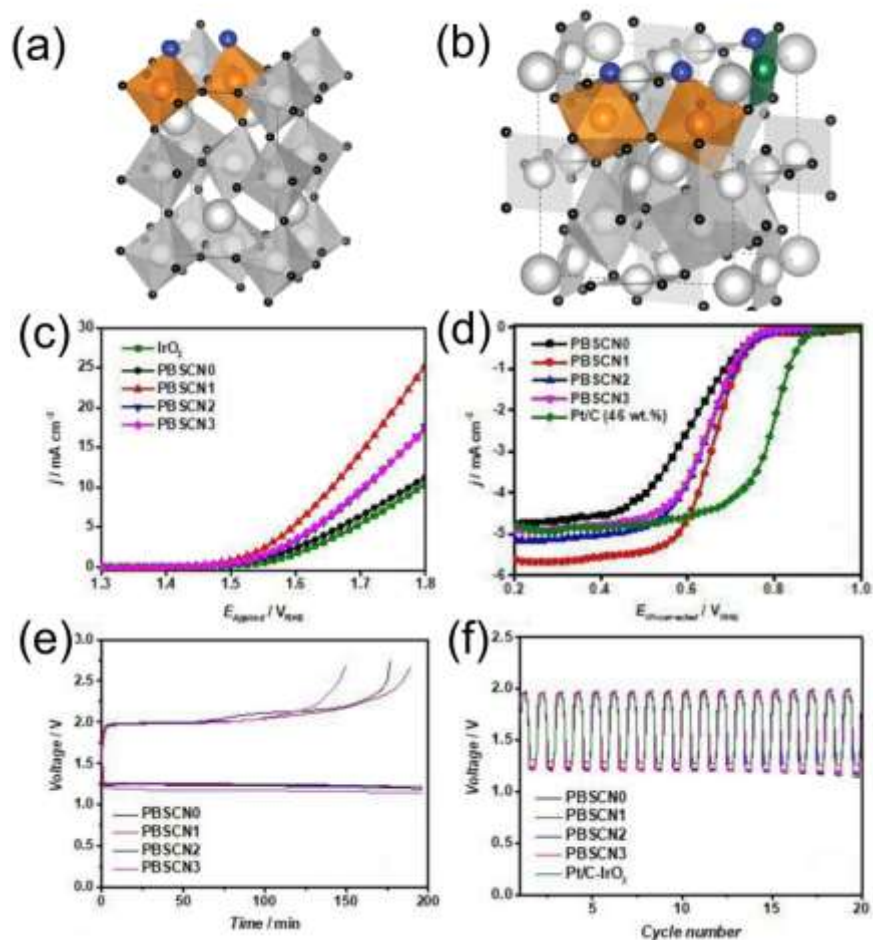 (a)
(b)
(c)
30
25
20
15
10
5
0
j / mA cm⁻²
IrO₂
PBSCN0
PBSCN1
PBSCN2
PBSCN3
1.3 1.4 1.5 1.6 1.7 1.8
E / V
(d)
0
-1
-2
-3
-4
-5
-6
j / mA cm⁻²
PBSCN0
PBSCN1
PBSCN2
PBSCN3
Pt/C (46 wt.%)
0.2 0.4 0.6 0.8 1.0
E / V
(e)
3.0
2.5
2.0
1.5
1.0
0.5
0.0
Voltage / V
PBSCN0
PBSCN1
PBSCN2
PBSCN3
0 50 100 150 200
Time / min
(f)
2.5
2.0
1.5
1.0
0.5
0.0
Voltage / V
PBSCN0
PBSCN1
PBSCN2
PBSCN3
Pt/C-IrO₂
5 10 15 20
Cycle number